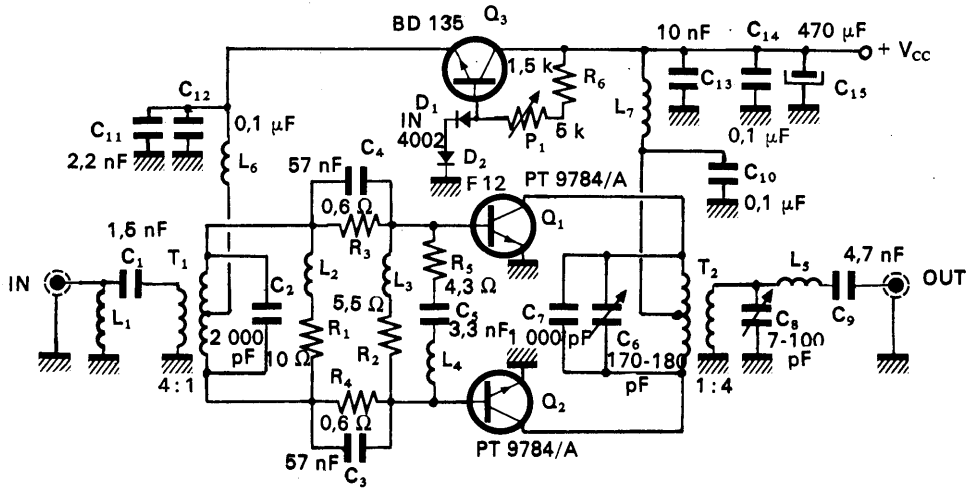 BD 135
Q3
10 nF
C14
470 µF
+ VCC
1,5 k
R6
C13
C15
C12
C11
0,1 µF
2,2 nF
L6
D1
IN
4002
P1
5 k
L7
0,1 µF
D2
F 12
C4
57 nF
0,6 Ω
R3
PT 9784/A
Q1
C10
0,1 µF
1,5 nF
C1
T1
IN
L1
C2
L2
L3
R5
4,3 Ω
C5
3,3 nF
5,5 Ω
R1
R2
2 000
pF
10 Ω
L4
4:1
R4
0,6 Ω
57 nF
C3
C7
1 000 pF
C6
170-180
pF
T2
1:4
L5
4,7 nF
C9
OUT
C8
7-100
pF
Q2
PT 9784/A